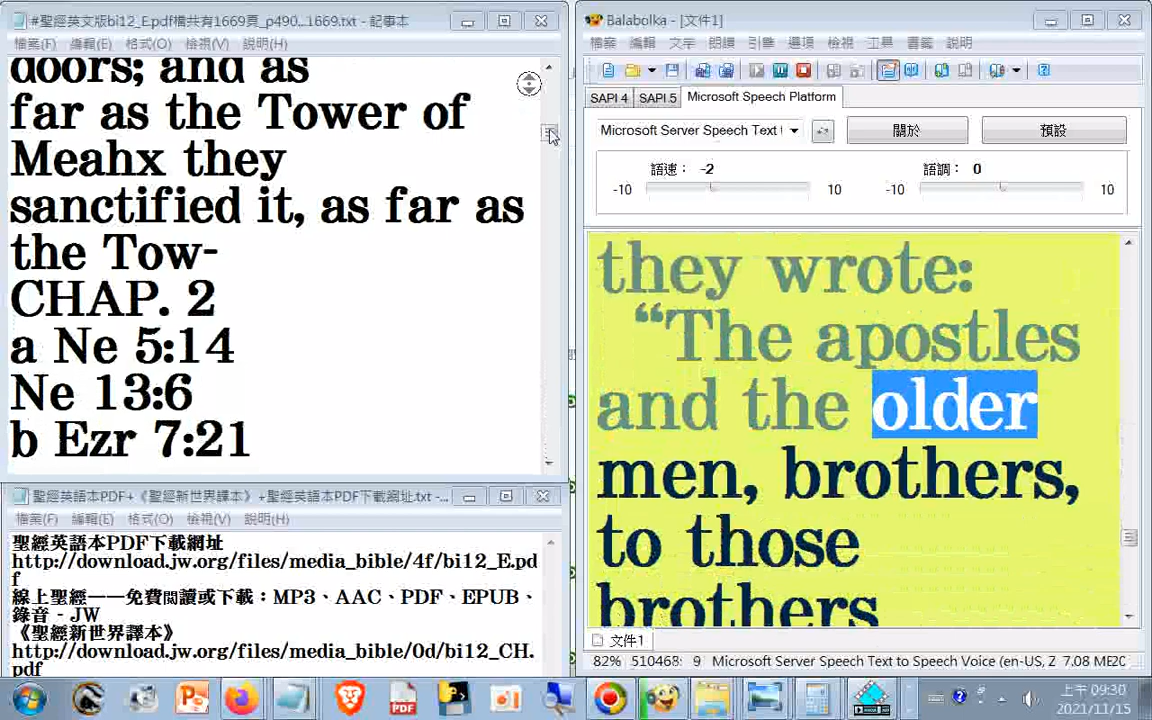 #聖經英文版bi12_E.pdf檔共有1669頁_p490...1669.txt - 記事本
檔案(F) 編輯(E) 格式(O) 檢視(V) 說明(H)
doors; and as
far as the Tower of
Meahx they
sanctified it, as far as
the Tow-
CHAP. 2
a Ne 5:14
Ne 13:6
b Ezr 7:21
聖經英語本PDF+《聖經新世界譯本》+聖經英語本PDF下載網址.txt - ...
檔案(F) 編輯(E) 格式(O) 檢視(V) 說明(H)
聖經英語本PDF下載網址
http://download.jw.org/files/media_bible/4f/bi12_E.pd
f
線上聖經——免費閱讀或下載：MP3、AAC、PDF、EPUB、
錄音 - JW
《聖經新世界譯本》
http://download.jw.org/files/media_bible/0d/bi12_CH.
pdf
Balabolka - [文件1]
檔案 編輯 文字 朗讀 引擎 選項 檢視 工具 書籤 說明
SAPI 4 SAPI 5 Microsoft Speech Platform
Microsoft Server Speech Text 關於 預設
語速： -2 語調： 0
-10 10 -10 10
they wrote:
“The apostles
and the older
men, brothers,
to those
brothers
文件1
82% 510468: 9 Microsoft Server Speech Text to Speech Voice (en-US, Z 7.08 ME20
PDF
上午 09:30
2021/11/15